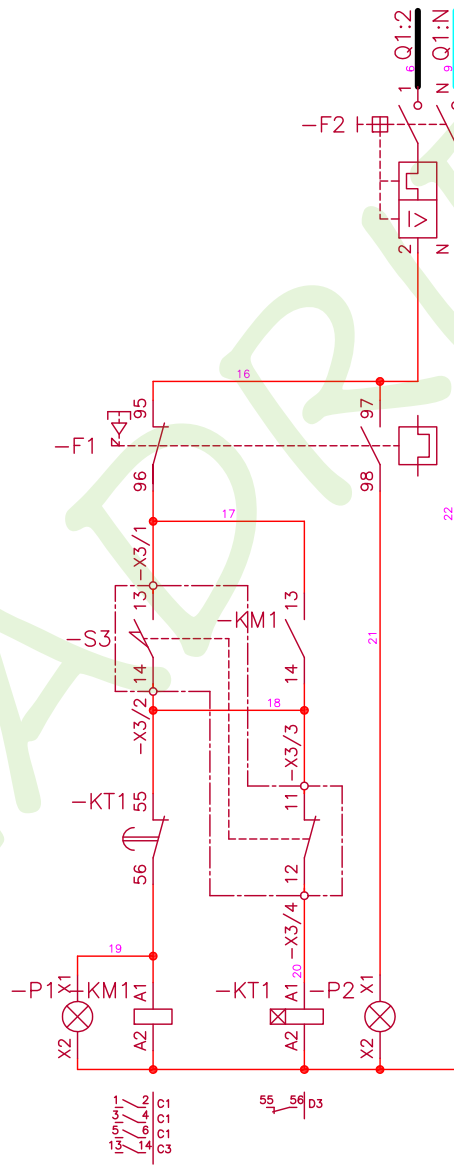 Q1:2
Q1:N
6
9
1
N
-F2
I>
2
N
16
95
97
-F1
96
98
17
22
-X3/1
13
13
-KM1
-S3
14
14
21
18
-X3/2
-X3/3
-KT1
55
11
56
12
-X3/4
19
20
-P1
X1
-KM1
A1
-KT1
A1
-P2
X1
X2
A2
A2
X2
1 2 C1
3 4 C1
5 6 C1
13 14 C3
55 56 D3
ADRI